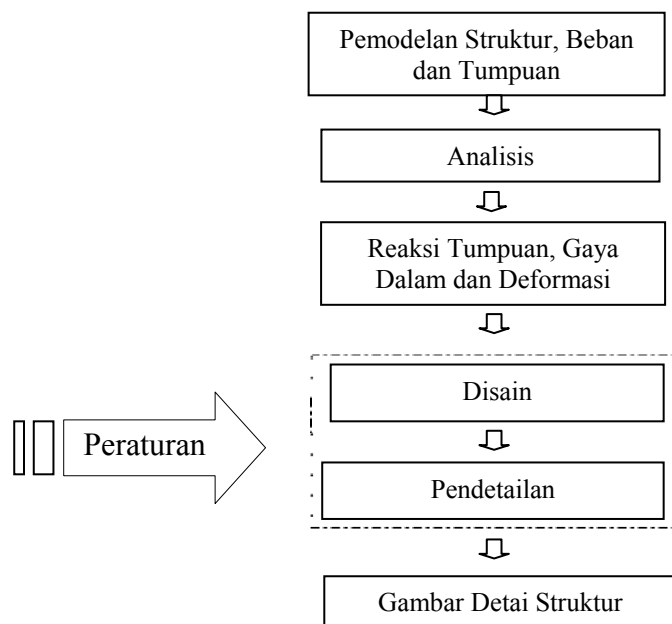 Pemodelan Struktur, Beban
dan Tumpuan
Analisis
Reaksi Tumpuan, Gaya
Dalam dan Deformasi
Disain
Peraturan
Pendetailan
Gambar Detai Struktur